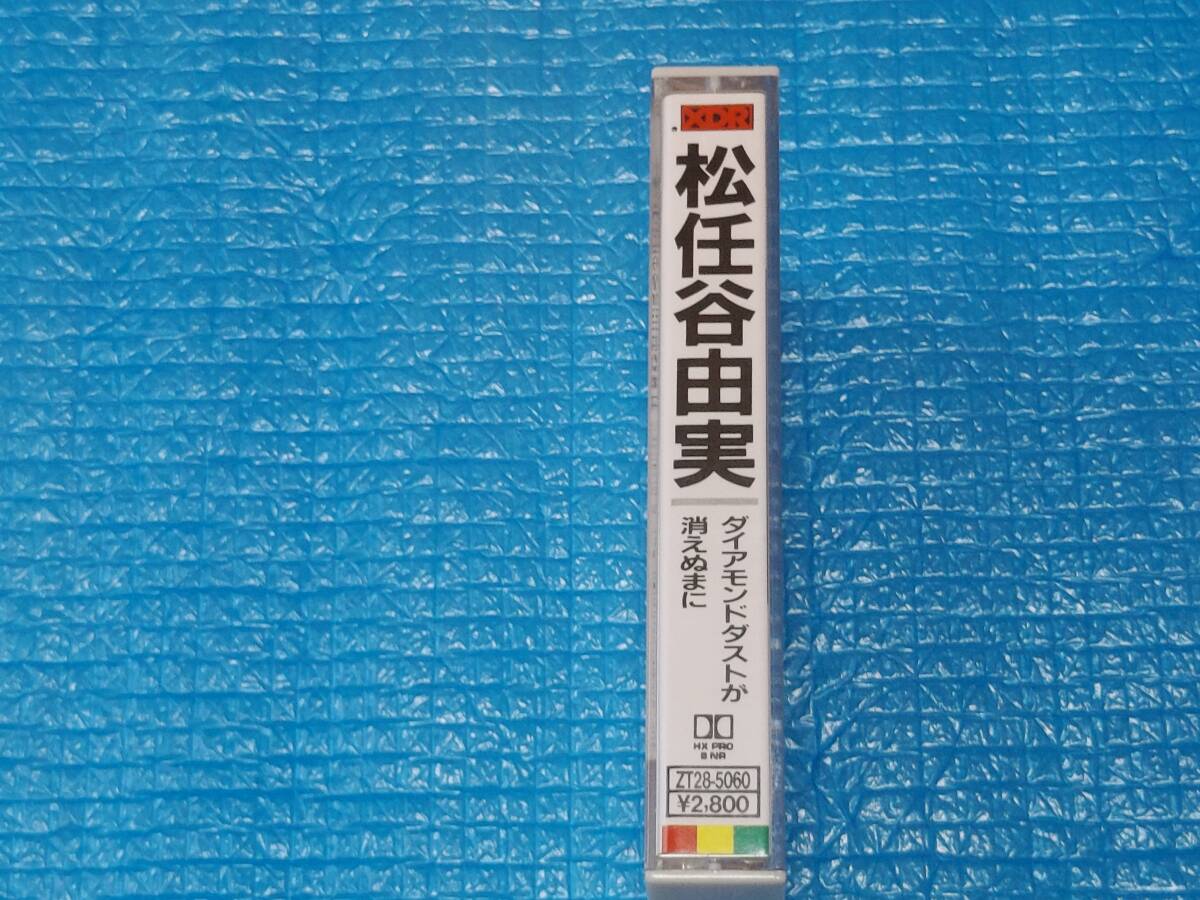 XDR
松任谷由実
ダイアモンドダストが
消えぬまに
HX PRO
B NR
ZT28-5060
¥2,800